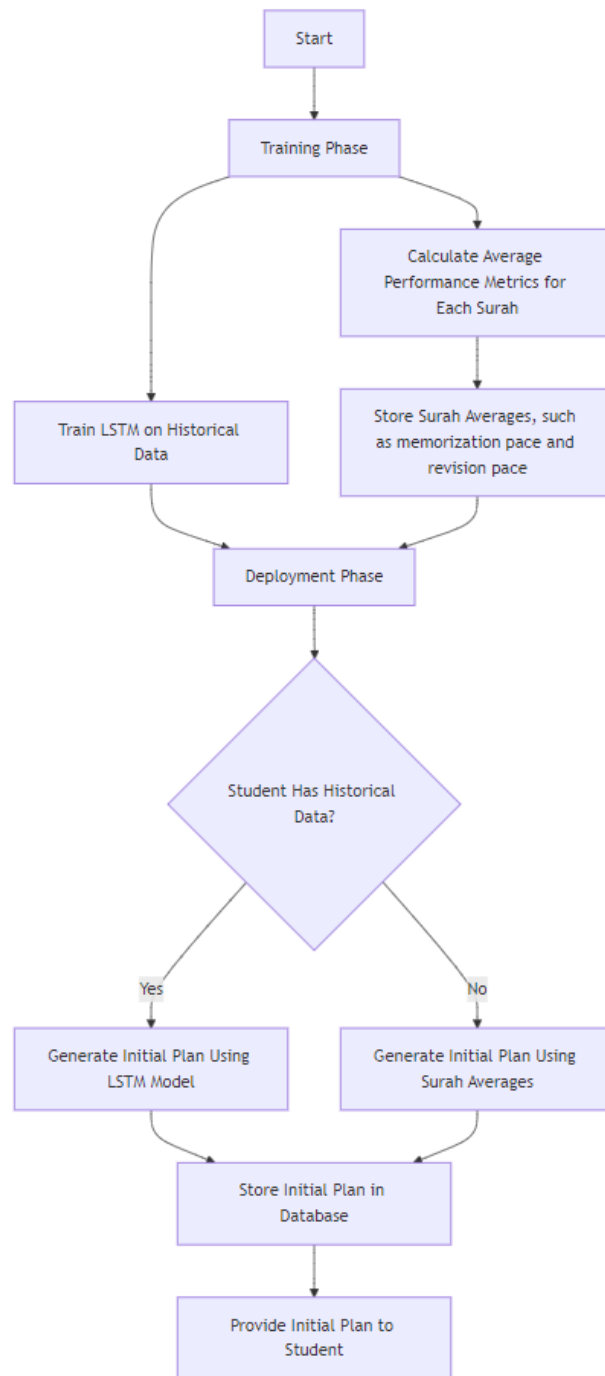 Start
Training Phase
Calculate Average
Performance Metrics for
Each Surah
Train LSTM on Historical
Data
Store Surah Averages, such
as memorization pace and
revision pace
Deployment Phase
Student Has Historical
Data?
Yes
No
Generate Initial Plan Using
LSTM Model
Generate Initial Plan Using
Surah Averages
Store Initial Plan in
Database
Provide Initial Plan to
Student